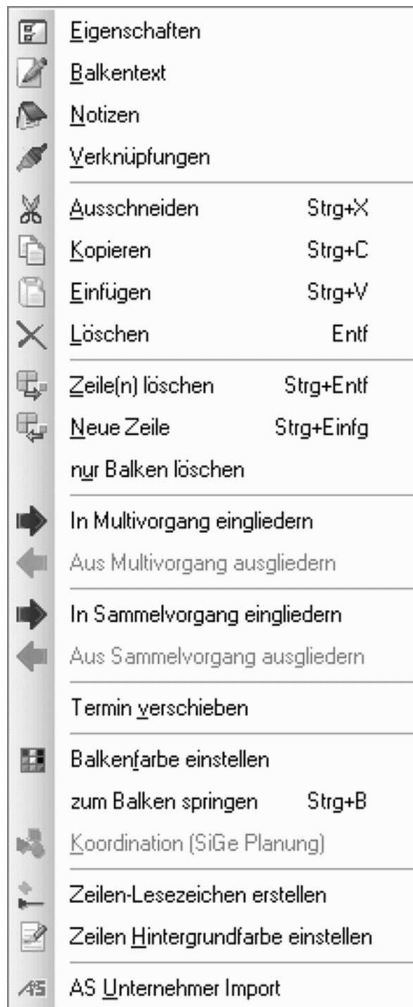 Eigenschaften
Balkentext
Notizen
Verknüpfungen
Ausschneiden Strg+X
Kopieren Strg+C
Einfügen Strg+V
Löschen Entf
Zeile(n) löschen Strg+Entf
Neue Zeile Strg+Einfg
nur Balken löschen
In Multivorgang eingliedern
Aus Multivorgang ausgliedern
In Sammelvorgang eingliedern
Aus Sammelvorgang ausgliedern
Termin verschieben
Balkenfarbe einstellen
zum Balken springen Strg+B
Koordination (SiGe Planung)
Zeilen-Lesezeichen erstellen
Zeilen Hintergrundfarbe einstellen
AS AS Unternehmer Import